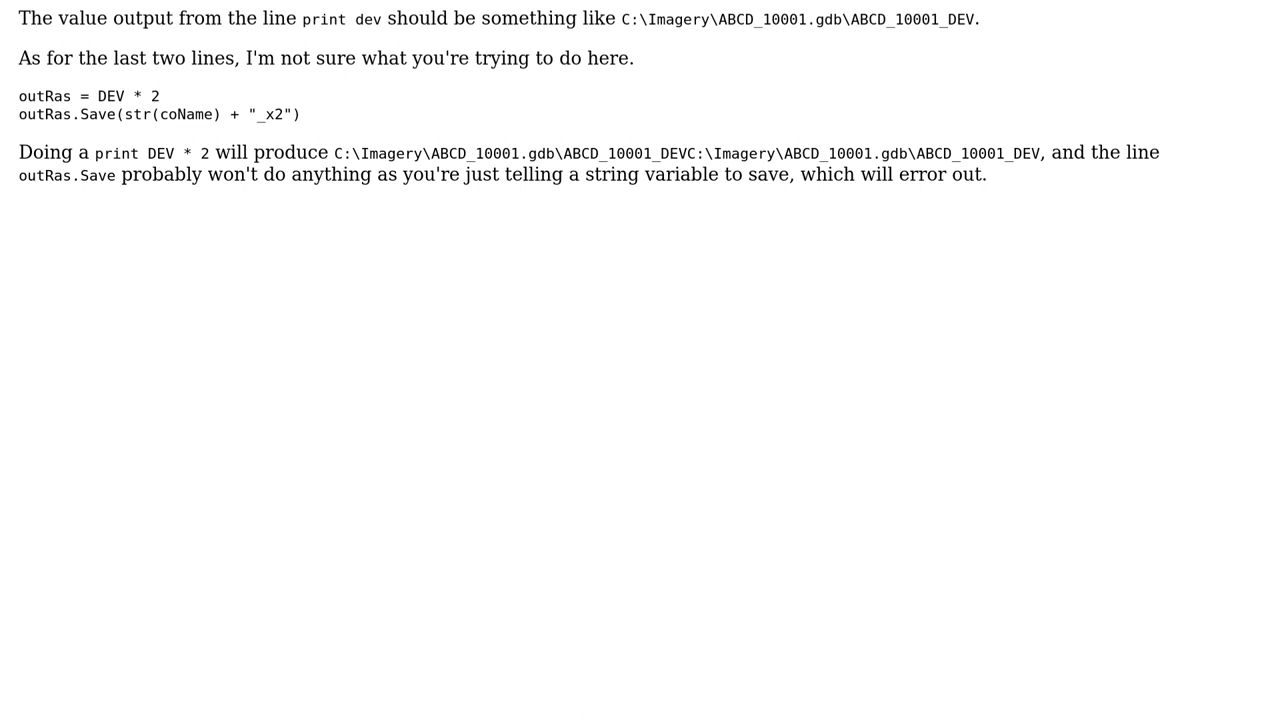 The value output from the line print dev should be something like C:\Imagery\ABCD_10001.gdb\ABCD_10001_DEV.
As for the last two lines, I'm not sure what you're trying to do here.
outRas = DEV * 2
outRas.Save(str(coName) + "_x2")
Doing a print DEV * 2 will produce C:\Imagery\ABCD_10001.gdb\ABCD_10001_DEVC:\Imagery\ABCD_10001.gdb\ABCD_10001_DEV, and the line
outRas.Save probably won't do anything as you're just telling a string variable to save, which will error out.